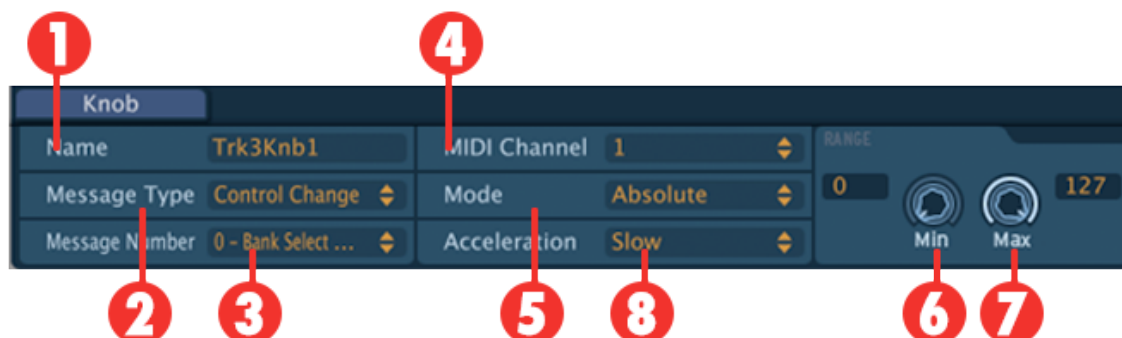 1 4
Knob
Name Trk3Knb1 MIDI Channel 1 RANGE
Message Type Control Change Mode Absolute 0 127
Message Number 0 - Bank Select ... Acceleration Slow Min Max
2 3 5 8 6 7